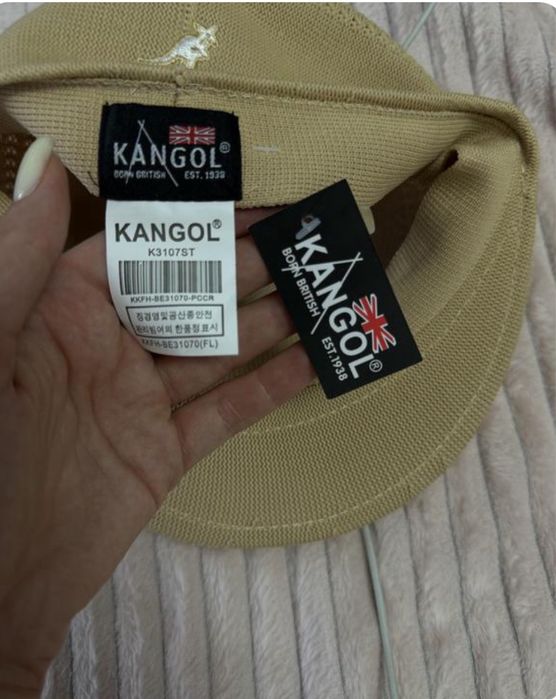 KANGOL®
BORN BRITISH EST. 1938
KANGOL®
K3107ST
KKFH-BE31070-PCCR
KKFH-BE31070(FL)
KANGOL®
BORN BRITISH
EST.1938